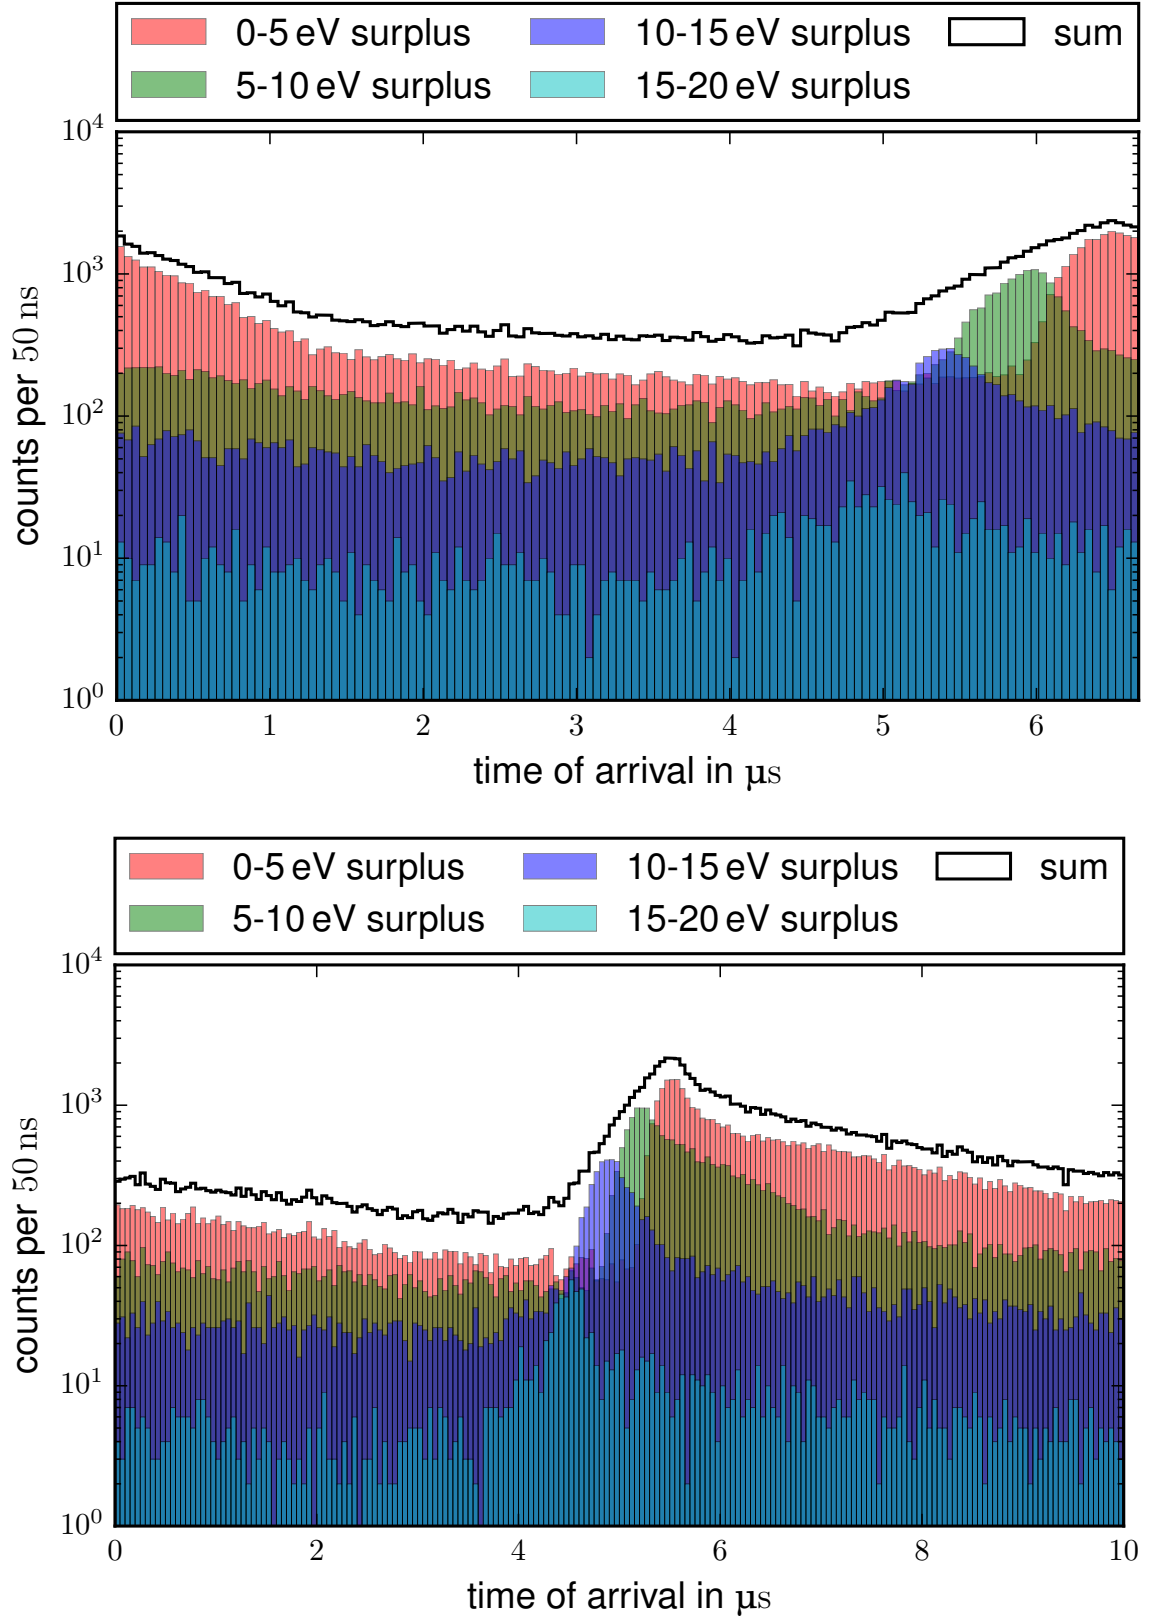 0-5 eV surplus 10-15 eV surplus sum
5-10 eV surplus 15-20 eV surplus
10^4
10^3
10^2
10^1
10^0
counts per 50 ns
0 1 2 3 4 5 6
time of arrival in µs
0-5 eV surplus 10-15 eV surplus sum
5-10 eV surplus 15-20 eV surplus
10^4
10^3
10^2
10^1
10^0
counts per 50 ns
0 2 4 6 8 10
time of arrival in µs